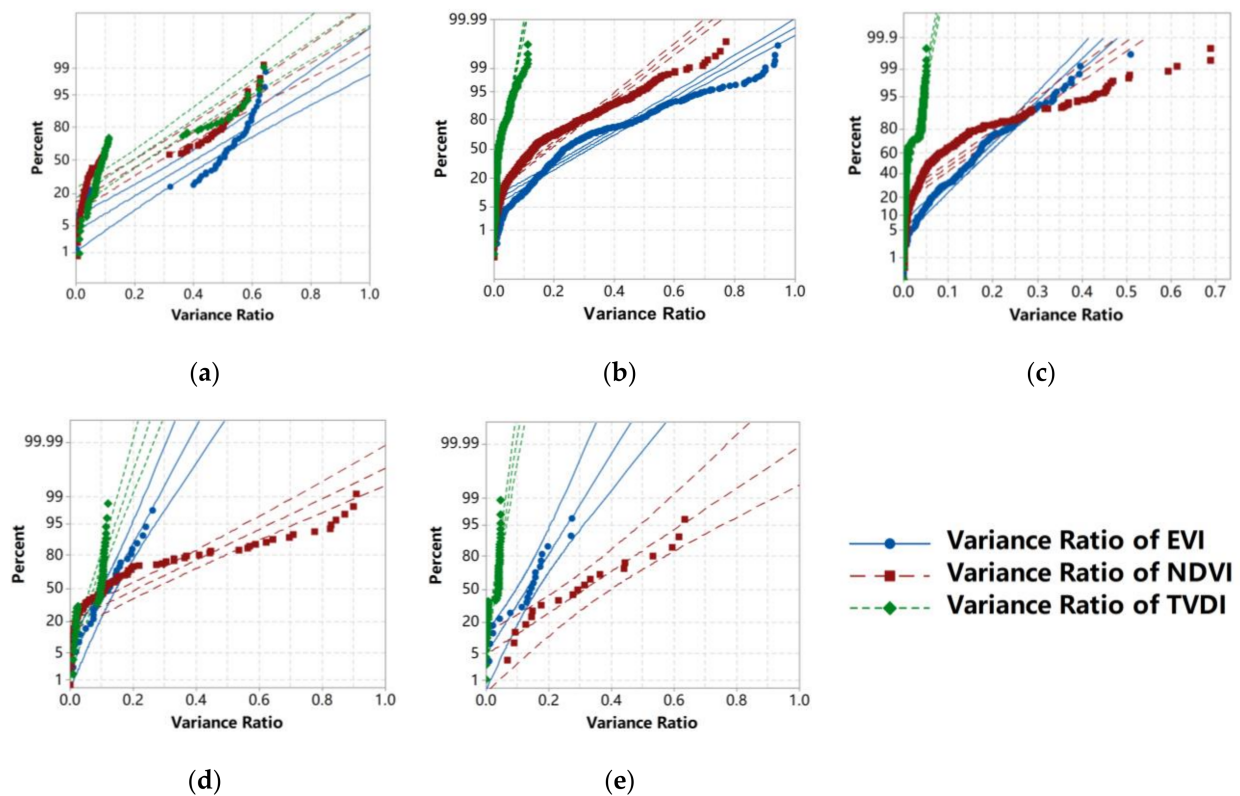 99
95
80
50
20
5
1
Percent
0.0 0.2 0.4 0.6 0.8 1.0
Variance Ratio
(a)
99.99
99
95
80
50
20
5
1
Percent
0.0 0.2 0.4 0.6 0.8 1.0
Variance Ratio
(b)
99.9
99
95
80
60
40
20
10
5
1
Percent
0.0 0.1 0.2 0.3 0.4 0.5 0.6 0.7
Variance Ratio
(c)
99.99
99
95
80
50
20
5
1
Percent
0.0 0.2 0.4 0.6 0.8 1.0
Variance Ratio
(d)
99.99
99
95
80
50
20
5
1
Percent
0.0 0.2 0.4 0.6 0.8 1.0
Variance Ratio
(e)
Variance Ratio of EVI
Variance Ratio of NDVI
Variance Ratio of TVDI